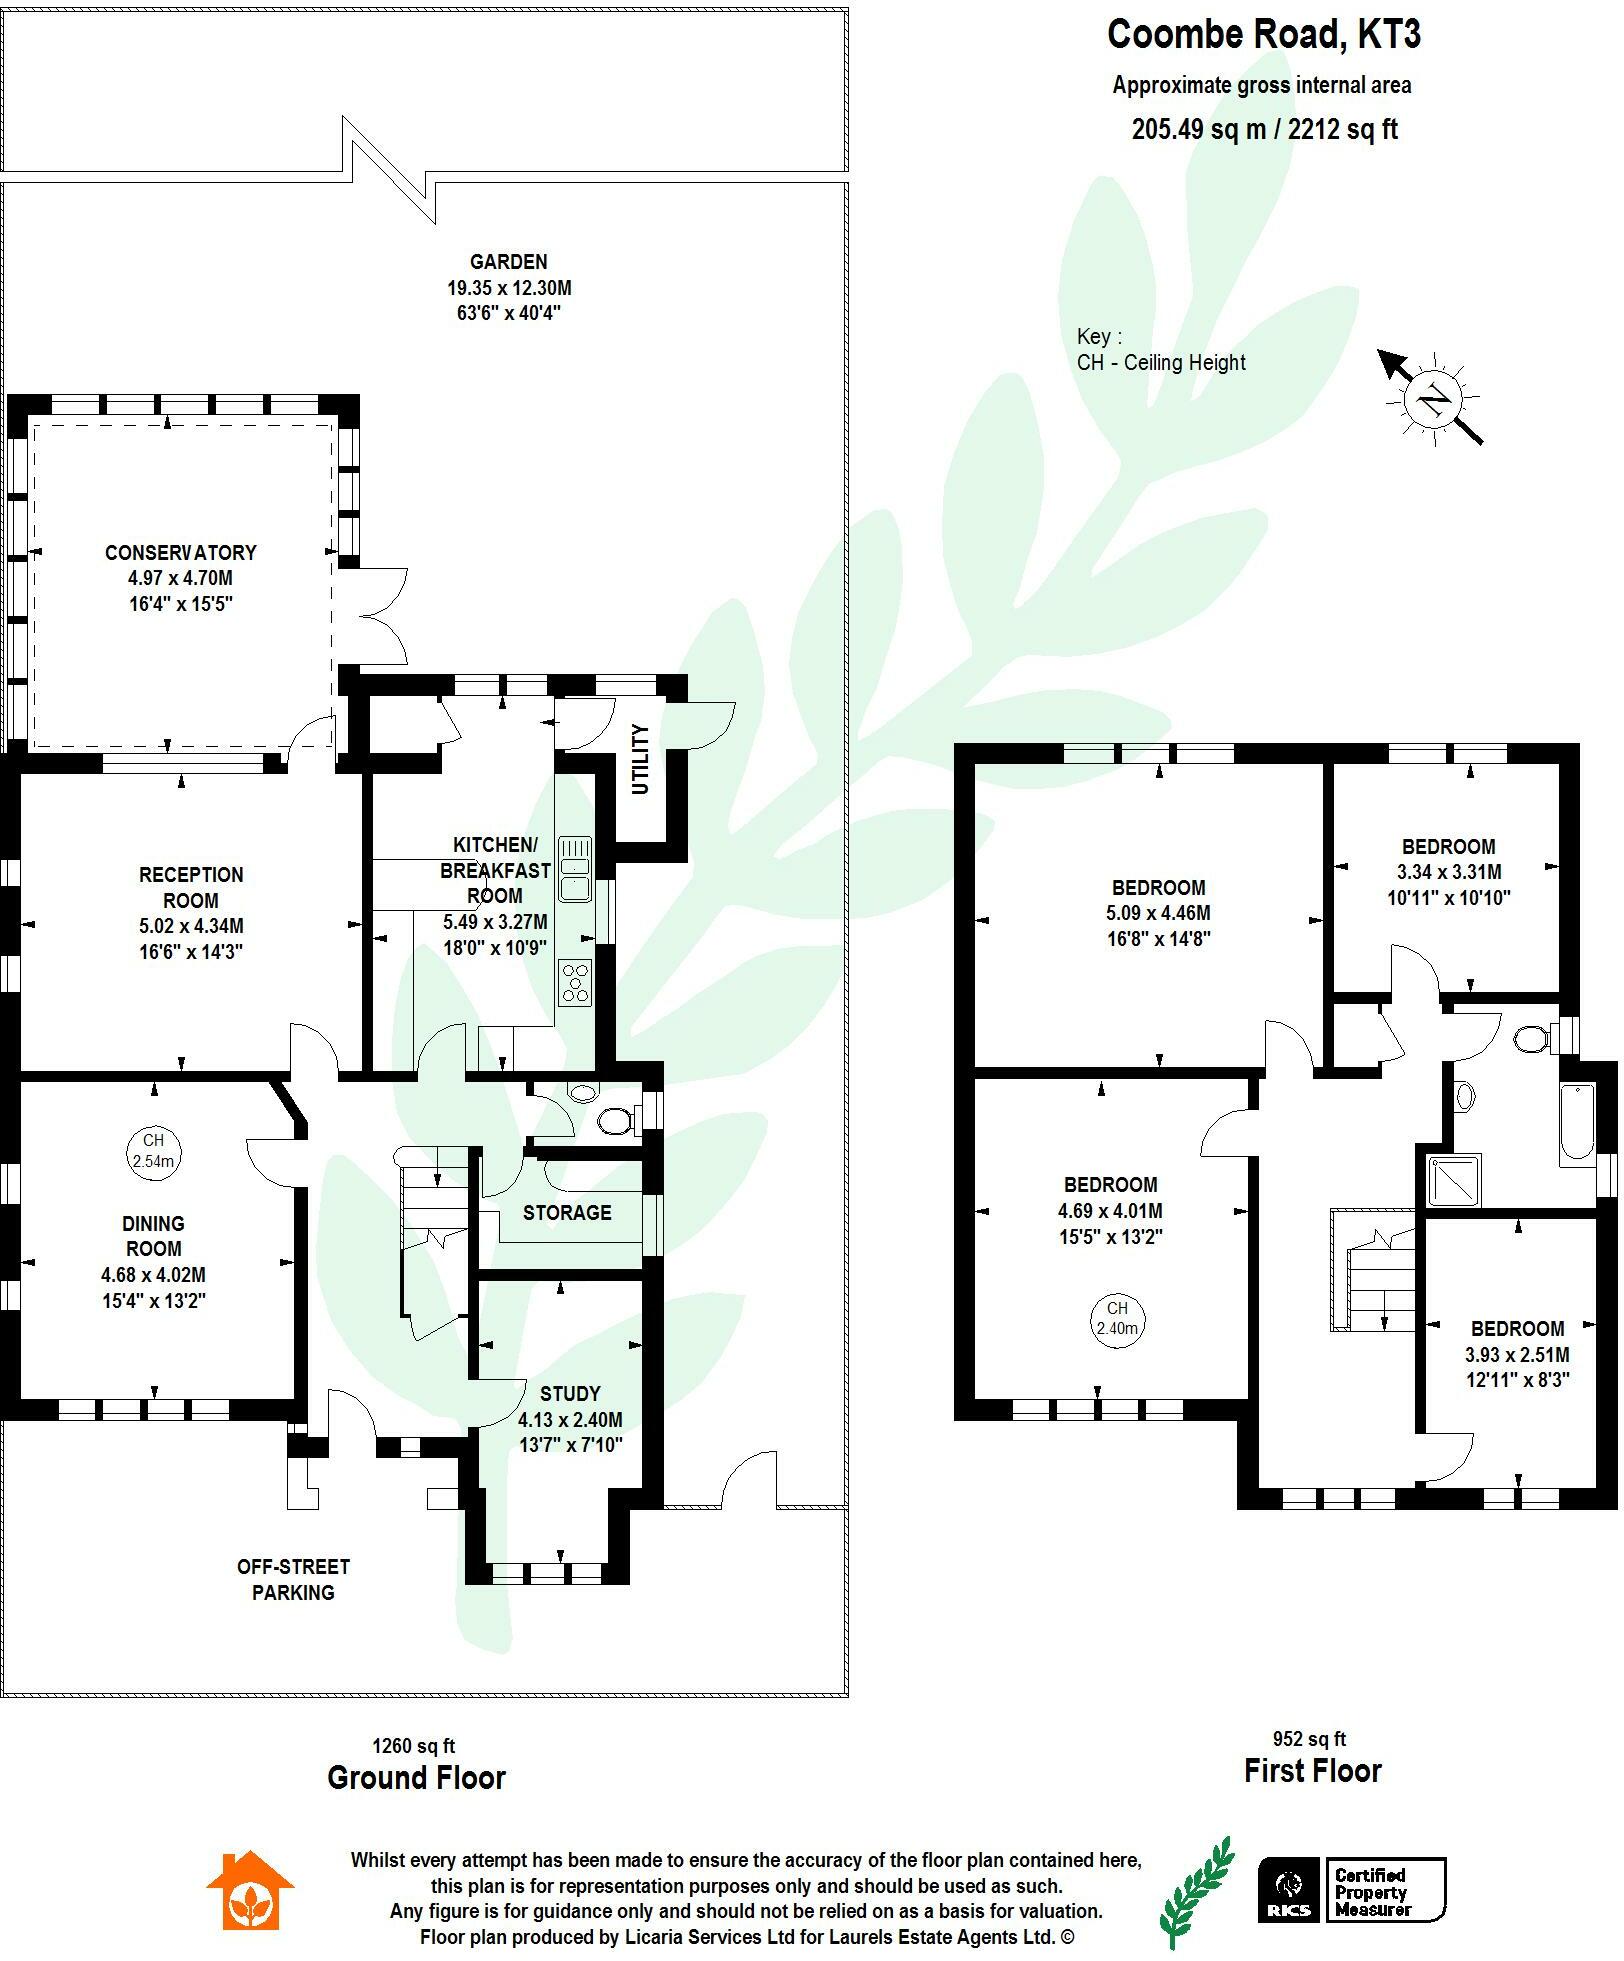 Coombe Road, KT3
Approximate gross internal area
205.49 sq m / 2212 sq ft
GARDEN
19.35 x 12.30M
63'6" x 40'4"
Key :
CH - Ceiling Height
N
CONSERVATORY
4.97 x 4.70M
16'4" x 15'5"
UTILITY
KITCHEN/
BREAKFAST
ROOM
5.49 x 3.27M
18'0" x 10'9"
RECEPTION
ROOM
5.02 x 4.34M
16'6" x 14'3"
CH
2.54m
DINING
ROOM
4.68 x 4.02M
15'4" x 13'2"
STORAGE
STUDY
4.13 x 2.40M
13'7" x 7'10"
OFF-STREET
PARKING
BEDROOM
5.09 x 4.46M
16'8" x 14'8"
BEDROOM
3.34 x 3.31M
10'11" x 10'10"
BEDROOM
4.69 x 4.01M
15'5" x 13'2"
CH
2.40m
BEDROOM
3.93 x 2.51M
12'11" x 8'3"
1260 sq ft
Ground Floor
952 sq ft
First Floor
Whilst every attempt has been made to ensure the accuracy of the floor plan contained here,
this plan is for representation purposes only and should be used as such.
Any figure is for guidance only and should not be relied on as a basis for valuation.
Floor plan produced by Licaria Services Ltd for Laurels Estate Agents Ltd. ©
RICS
Certified
Property
Measurer